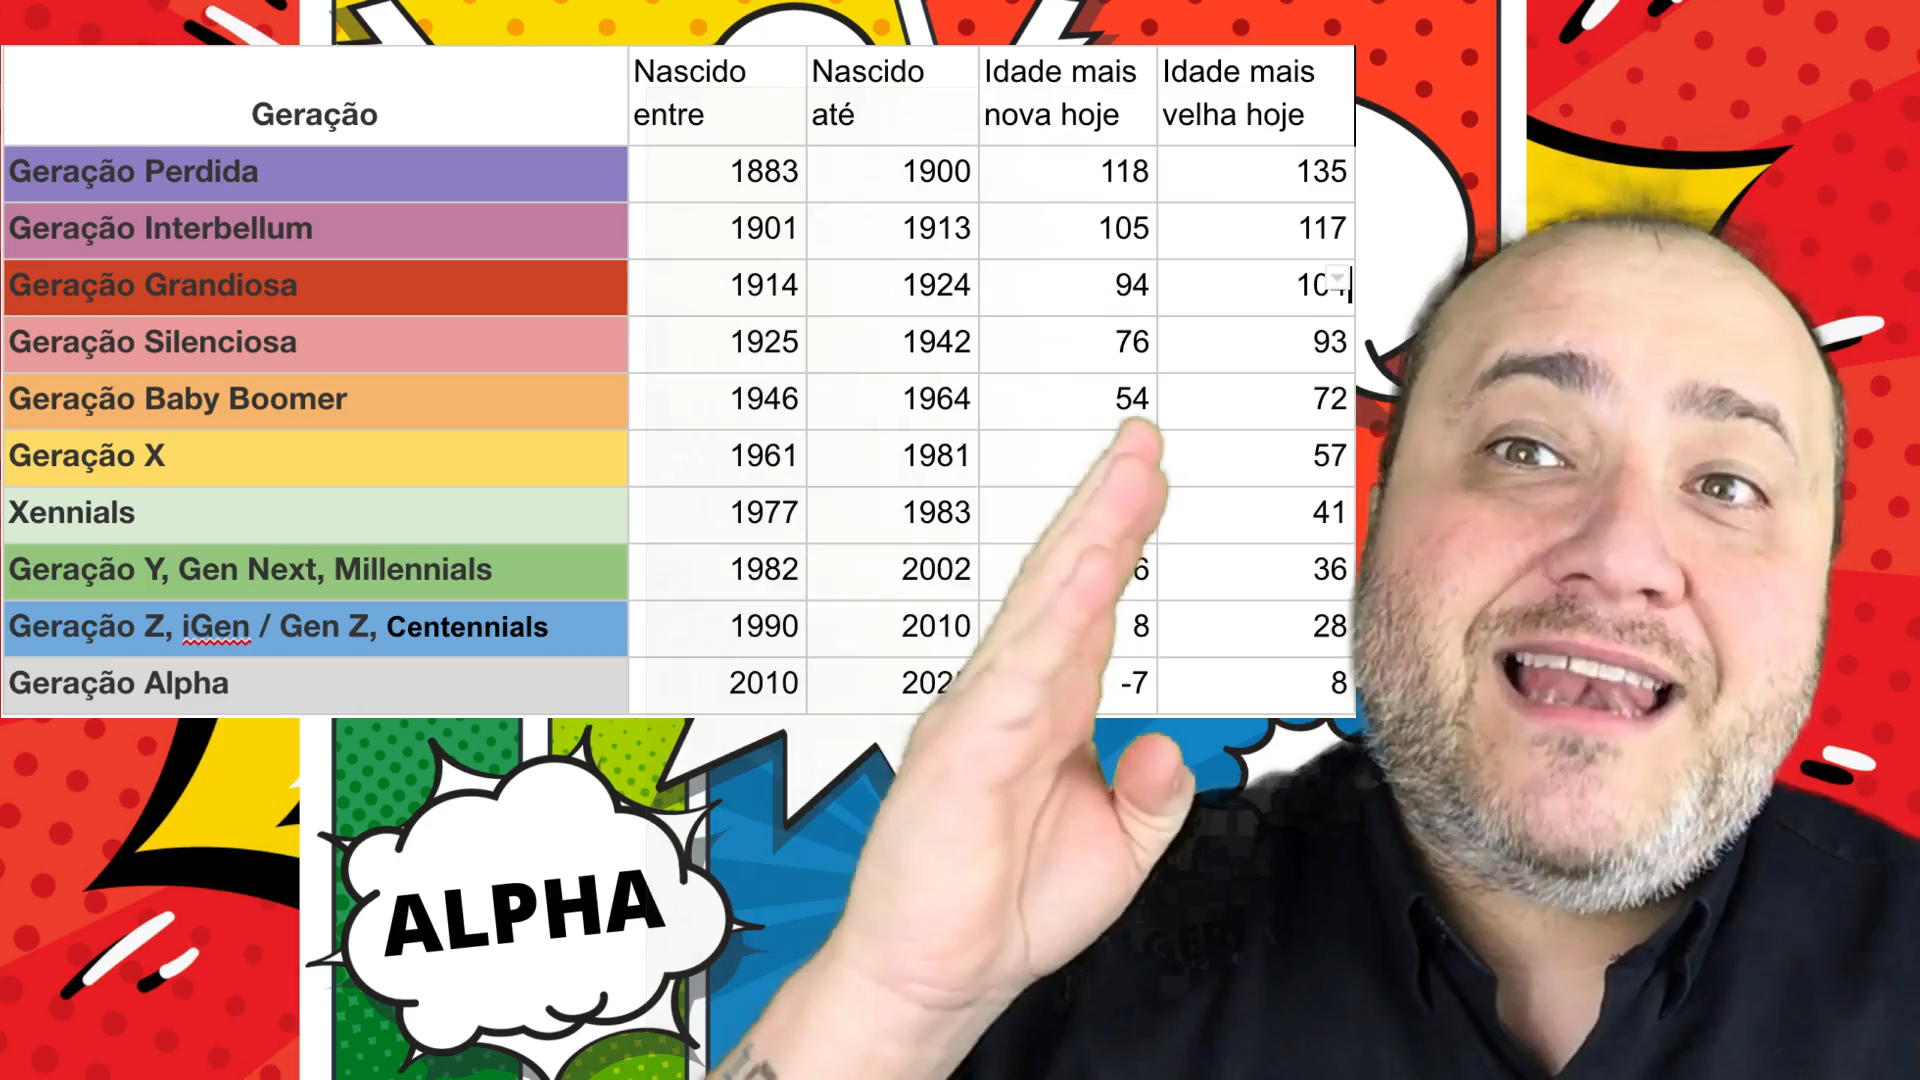 Geração Nascido entre Nascido até Idade mais nova hoje Idade mais velha hoje
Geração Perdida 1883 1900 118 135
Geração Interbellum 1901 1913 105 117
Geração Grandiosa 1914 1924 94 104
Geração Silenciosa 1925 1942 76 93
Geração Baby Boomer 1946 1964 54 72
Geração X 1961 1981 57
Xennials 1977 1983 41
Geração Y, Gen Next, Millennials 1982 2002 36
Geração Z, iGen / Gen Z, Centennials 1990 2010 8 28
Geração Alpha 2010 -7 8
ALPHA